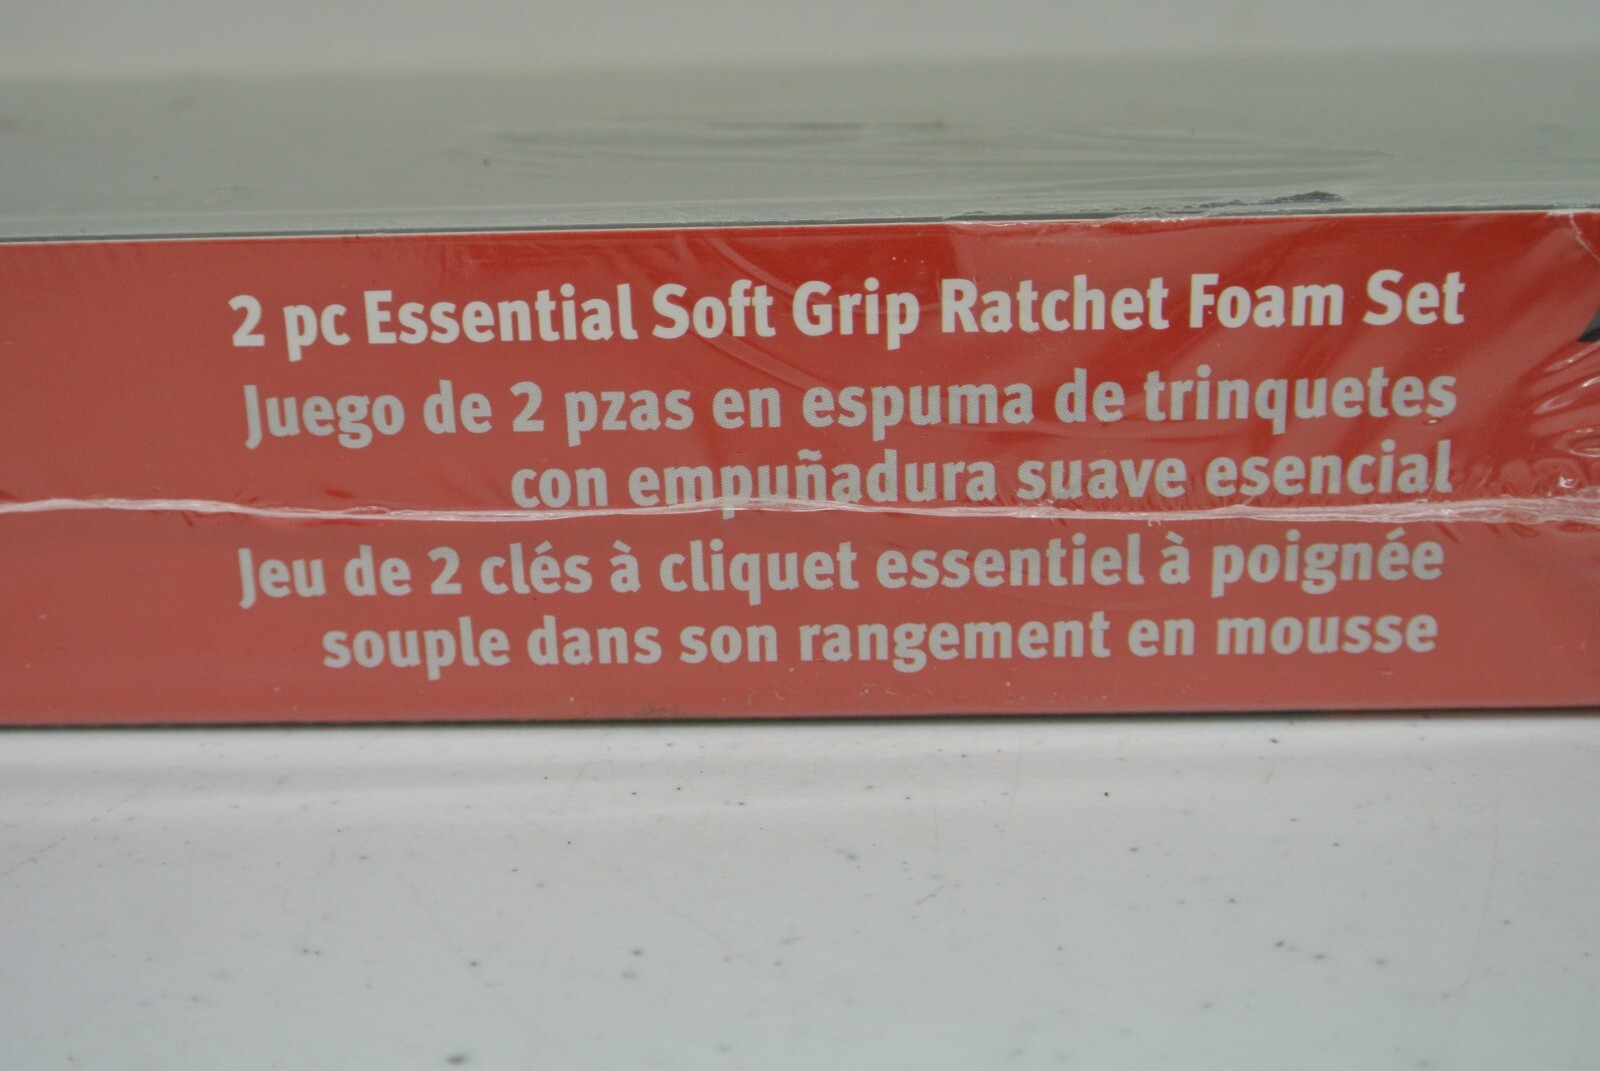 2 pc Essential Soft Grip Ratchet Foam Set
Juego de 2 pzas en espuma de trinquetes
con empuñadura suave esencial
Jeu de 2 clés à cliquet essentiel à poignée
souple dans son rangement en mousse